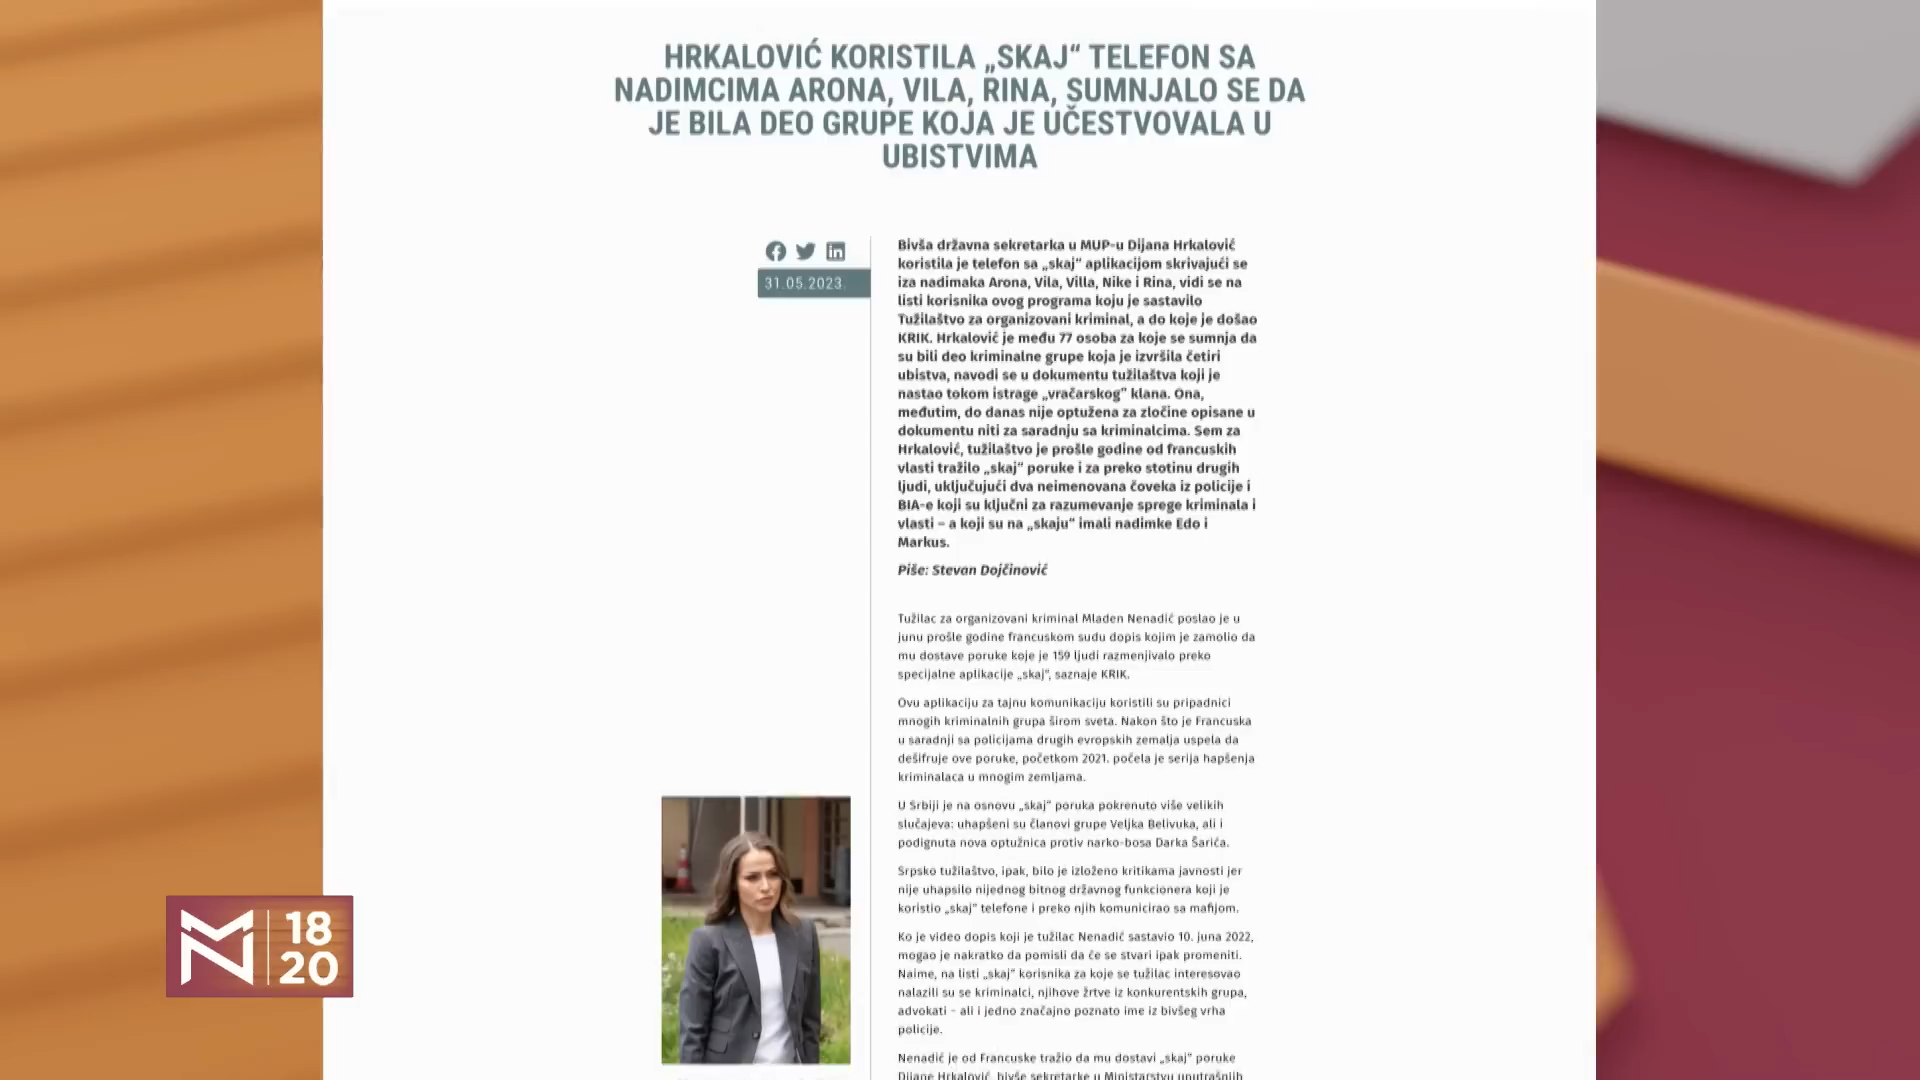 HRKALOVIĆ KORISTILA „SKAJ“ TELEFON SA
NADIMCIMA ARONA, VILA, RINA, SUMNJALO SE DA
JE BILA DEO GRUPE KOJA JE UČESTVOVALA U
UBISTVIMA
31.05.2023.
Bivša državna sekretarka u MUP-u Dijana Hrkalović
koristila je telefon sa „skaj“ aplikacijom skrivajući se
iza nadimaka Arona, Vila, Villa, Nike i Rina, vidi se na
listi korisnika ovog programa koju je sastavilo
Tužilaštvo za organizovani kriminal, a do koje je došao
KRIK. Hrkalović je među 77 osoba za koje se sumnja da
su bili deo kriminalne grupe koja je izvršila četiri
ubistva, navodi se u dokumentu tužilaštva koji je
nastao tokom istrage „vračarskog“ klana. Ona,
međutim, do danas nije optužena za zločine opisane u
dokumentu niti za saradnju sa kriminalcima. Sem za
Hrkalović, tužilaštvo je prošle godine od francuskih
vlasti tražilo „skaj“ poruke i za preko stotinu drugih
ljudi, uključujući dva neimenovana čoveka iz policije i
BIA-e koji su ključni za razumevanje sprege kriminala i
vlasti – a koji su na „skaju“ imali nadimke Edo i
Markus.
Piše: Stevan Dojčinović
Tužilac za organizovani kriminal Mladen Nenadić poslao je u
junu prošle godine francuskom sudu dopis kojim je zamolio da
mu dostave poruke koje je 159 ljudi razmenjivalo preko
specijalne aplikacije „skaj“, saznaje KRIK.
Ovu aplikaciju za tajnu komunikaciju koristili su pripadnici
mnogih kriminalnih grupa širom sveta. Nakon što je Francuska
u saradnji sa policijama drugih evropskih zemalja uspela da
dešifruje ove poruke, početkom 2021. počela je serija hapšenja
kriminalaca u mnogim zemljama.
U Srbiji je na osnovu „skaj“ poruka pokrenuto više velikih
slučajeva: uhapšeni su članovi grupe Veljka Belivuka, ali i
podignuta nova optužnica protiv narko-bosa Darka Šarića.
Srpsko tužilaštvo, ipak, bilo je izloženo kritikama javnosti jer
nije uhapsilo nijednog bitnog državnog funkcionera koji je
koristio „skaj“ telefone i preko njih komunicirao sa mafijom.
Ko je video dopis koji je tužilac Nenadić sastavio 10. juna 2022,
mogao je nakratko da pomisli da će se stvari ipak promeniti.
Naime, na listi „skaj“ korisnika za koje se tužilac interesovao
nalazili su se kriminalci, njihove žrtve iz konkurentskih grupa,
advokati – ali i jedno značajno poznato ime iz bivšeg vrha
policije.
Nenadić je od Francuske tražio da mu dostavi „skaj“ poruke
Dijane Hrkalović, bivše sekretarke u Ministarstvu unutrašnjih
18
20